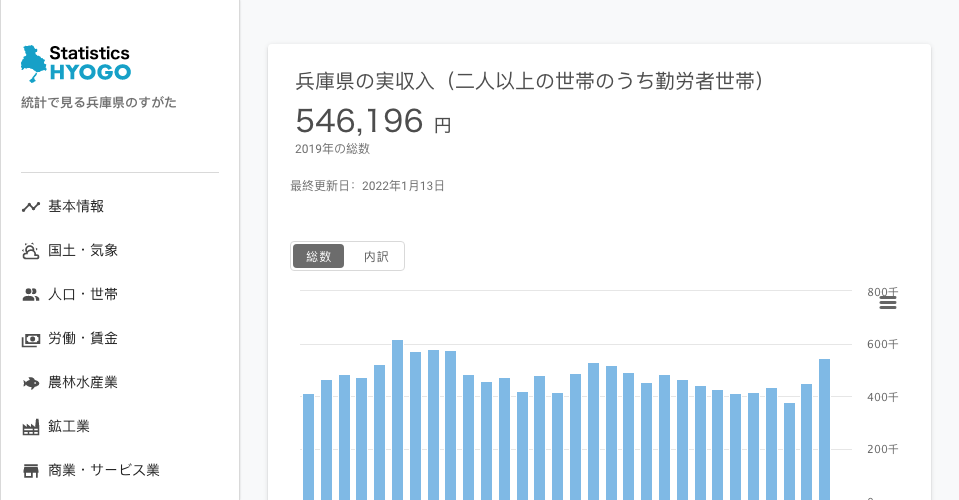 Statistics
HYOGO
統計で見る兵庫県のすがた
基本情報
国土・気象
人口・世帯
労働・賃金
農林水産業
鉱工業
商業・サービス業
兵庫県の実収入（二人以上の世帯のうち勤労者世帯）
546,196 円
2019年の総数
最終更新日: 2022年1月13日
総数 内訳
800千
600千
400千
200千